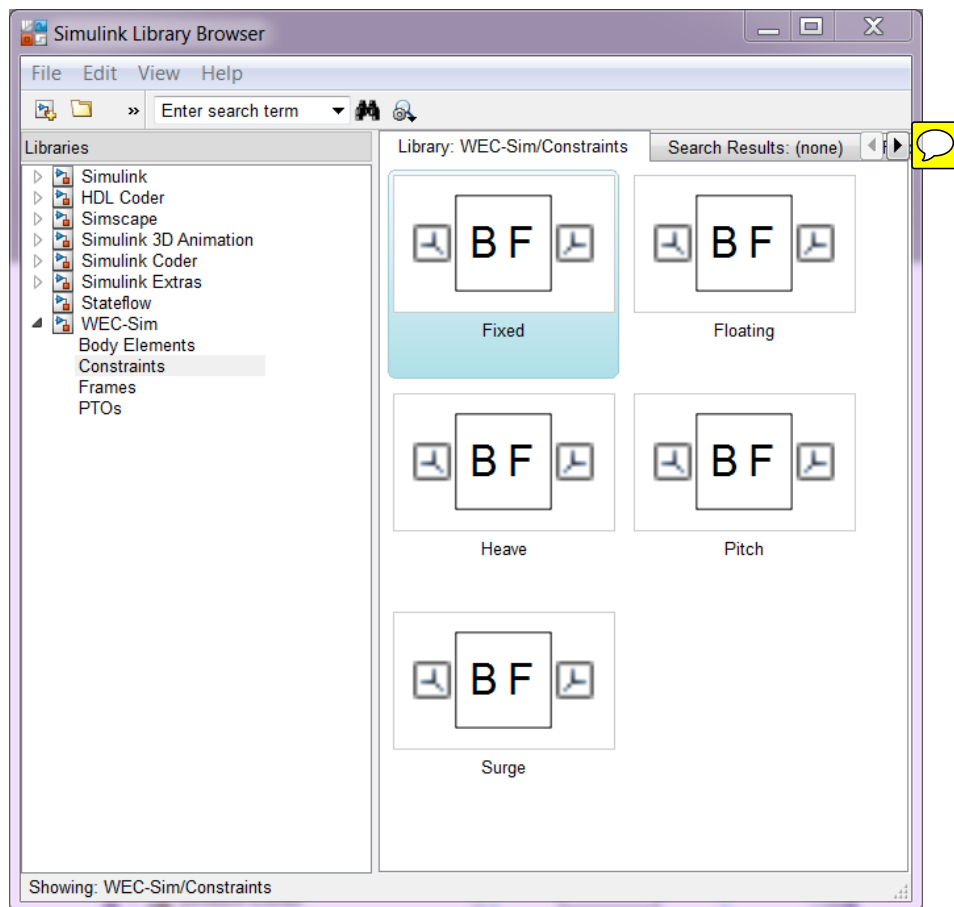 Simulink Library Browser
File Edit View Help
» Enter search term
Libraries
Library: WEC-Sim/Constraints Search Results: (none)
Simulink
HDL Coder
Simscape
Simulink 3D Animation
Simulink Coder
Simulink Extras
Stateflow
WEC-Sim
Body Elements
Constraints
Frames
PTOs
B F
B F
Fixed
Floating
B F
B F
Heave
Pitch
B F
Surge
Showing: WEC-Sim/Constraints